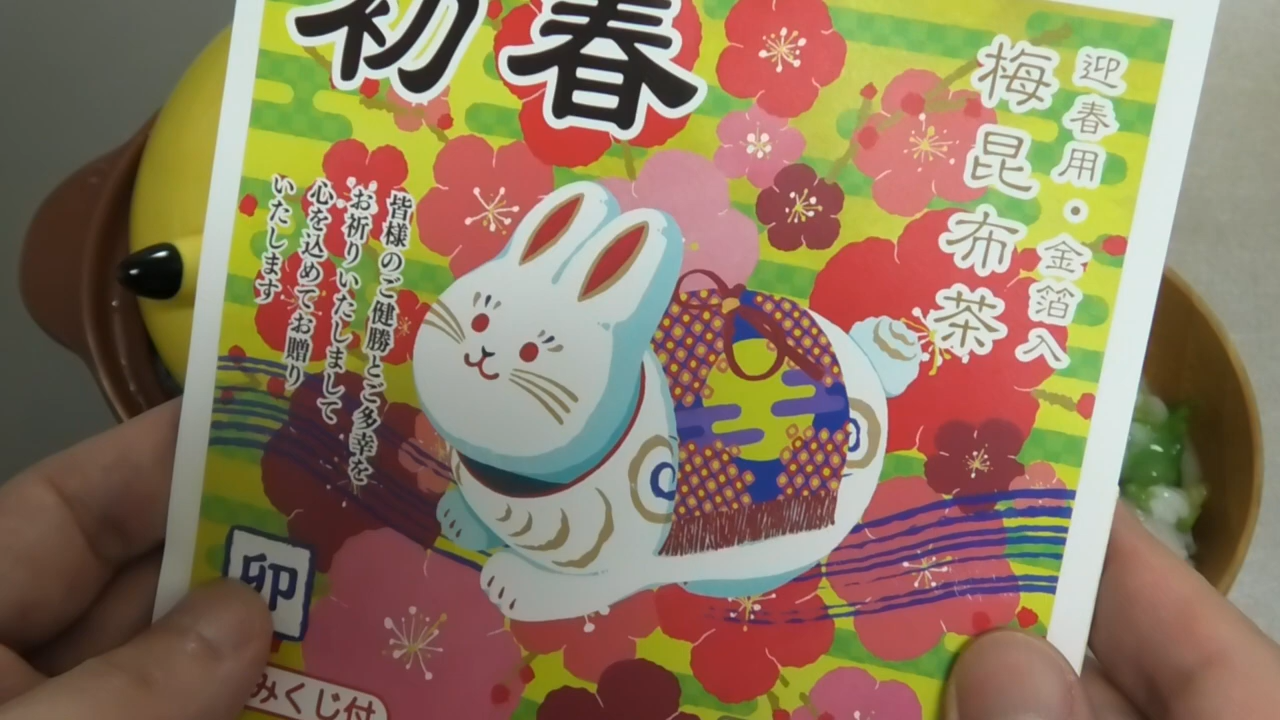 初春
迎春用・金箔入
梅昆布茶
皆様のご健勝とご多幸を
お祈りいたしまして
心を込めてお贈り
いたします
卯
みくじ付